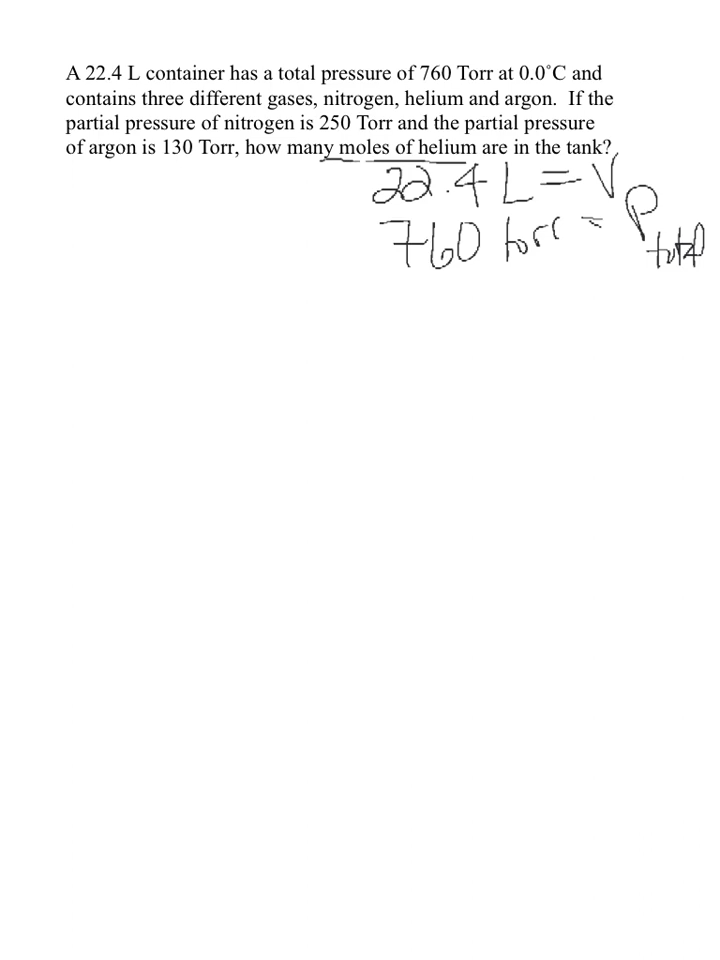 A 22.4 L container has a total pressure of 760 Torr at 0.0˚C and
contains three different gases, nitrogen, helium and argon.  If the
partial pressure of nitrogen is 250 Torr and the partial pressure
of argon is 130 Torr, how many moles of helium are in the tank?
22.4 L = V
760 torr = P total